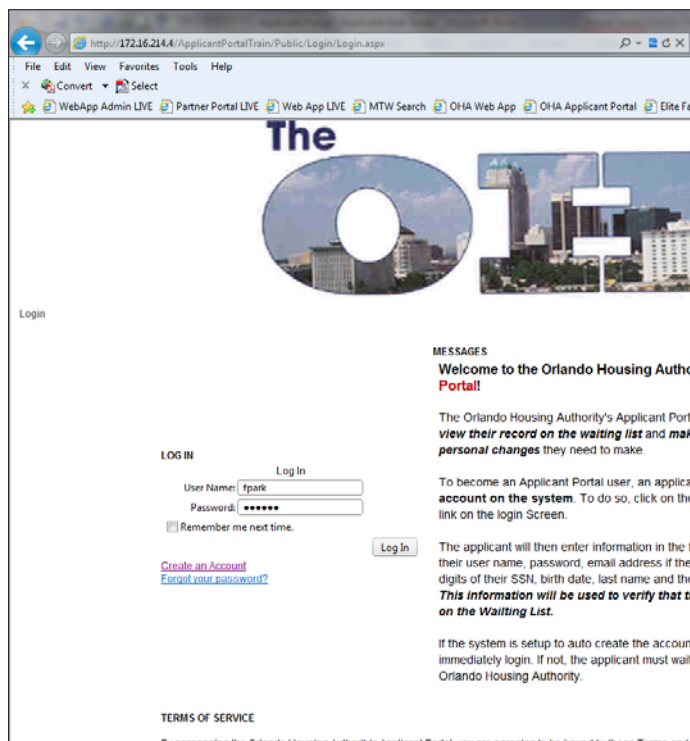 http://172.16.214.4/ApplicantPortalTrain/Public/Login/Login.aspx
File Edit View Favorites Tools Help
Convert Select
WebApp Admin LIVE Partner Portal LIVE Web App LIVE MTW Search OHA Web App OHA Applicant Portal Elite Fa
The
OH
Login
MESSAGES
Welcome to the Orlando Housing Autho
Portal!
The Orlando Housing Authority's Applicant Port
view their record on the waiting list and mak
personal changes they need to make.
To become an Applicant Portal user, an applica
account on the system. To do so, click on the
link on the login Screen.
The applicant will then enter information in the f
their user name, password, email address if the
digits of their SSN, birth date, last name and the
This information will be used to verify that t
on the Wailting List.
If the system is setup to auto create the accoun
immediately login. If not, the applicant must wait
Orlando Housing Authority.
LOG IN
Log In
User Name: fpark
Password: ••••••
Remember me next time.
Log In
Create an Account
Forgot your password?
TERMS OF SERVICE